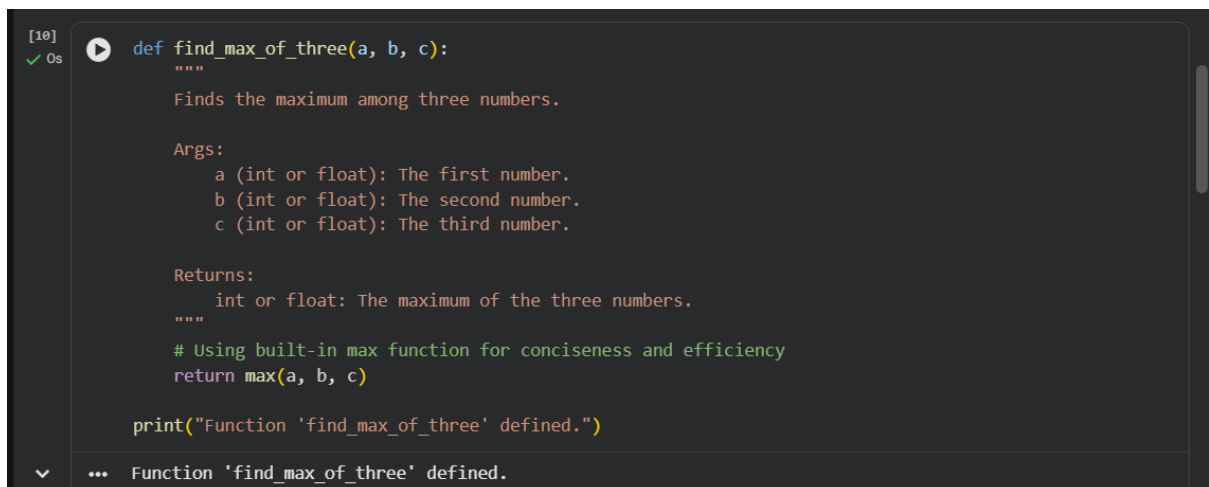 [10]
0s
def find_max_of_three(a, b, c):
"""
Finds the maximum among three numbers.
Args:
a (int or float): The first number.
b (int or float): The second number.
c (int or float): The third number.
Returns:
int or float: The maximum of the three numbers.
"""
# Using built-in max function for conciseness and efficiency
return max(a, b, c)
print("Function 'find_max_of_three' defined.")
Function 'find_max_of_three' defined.